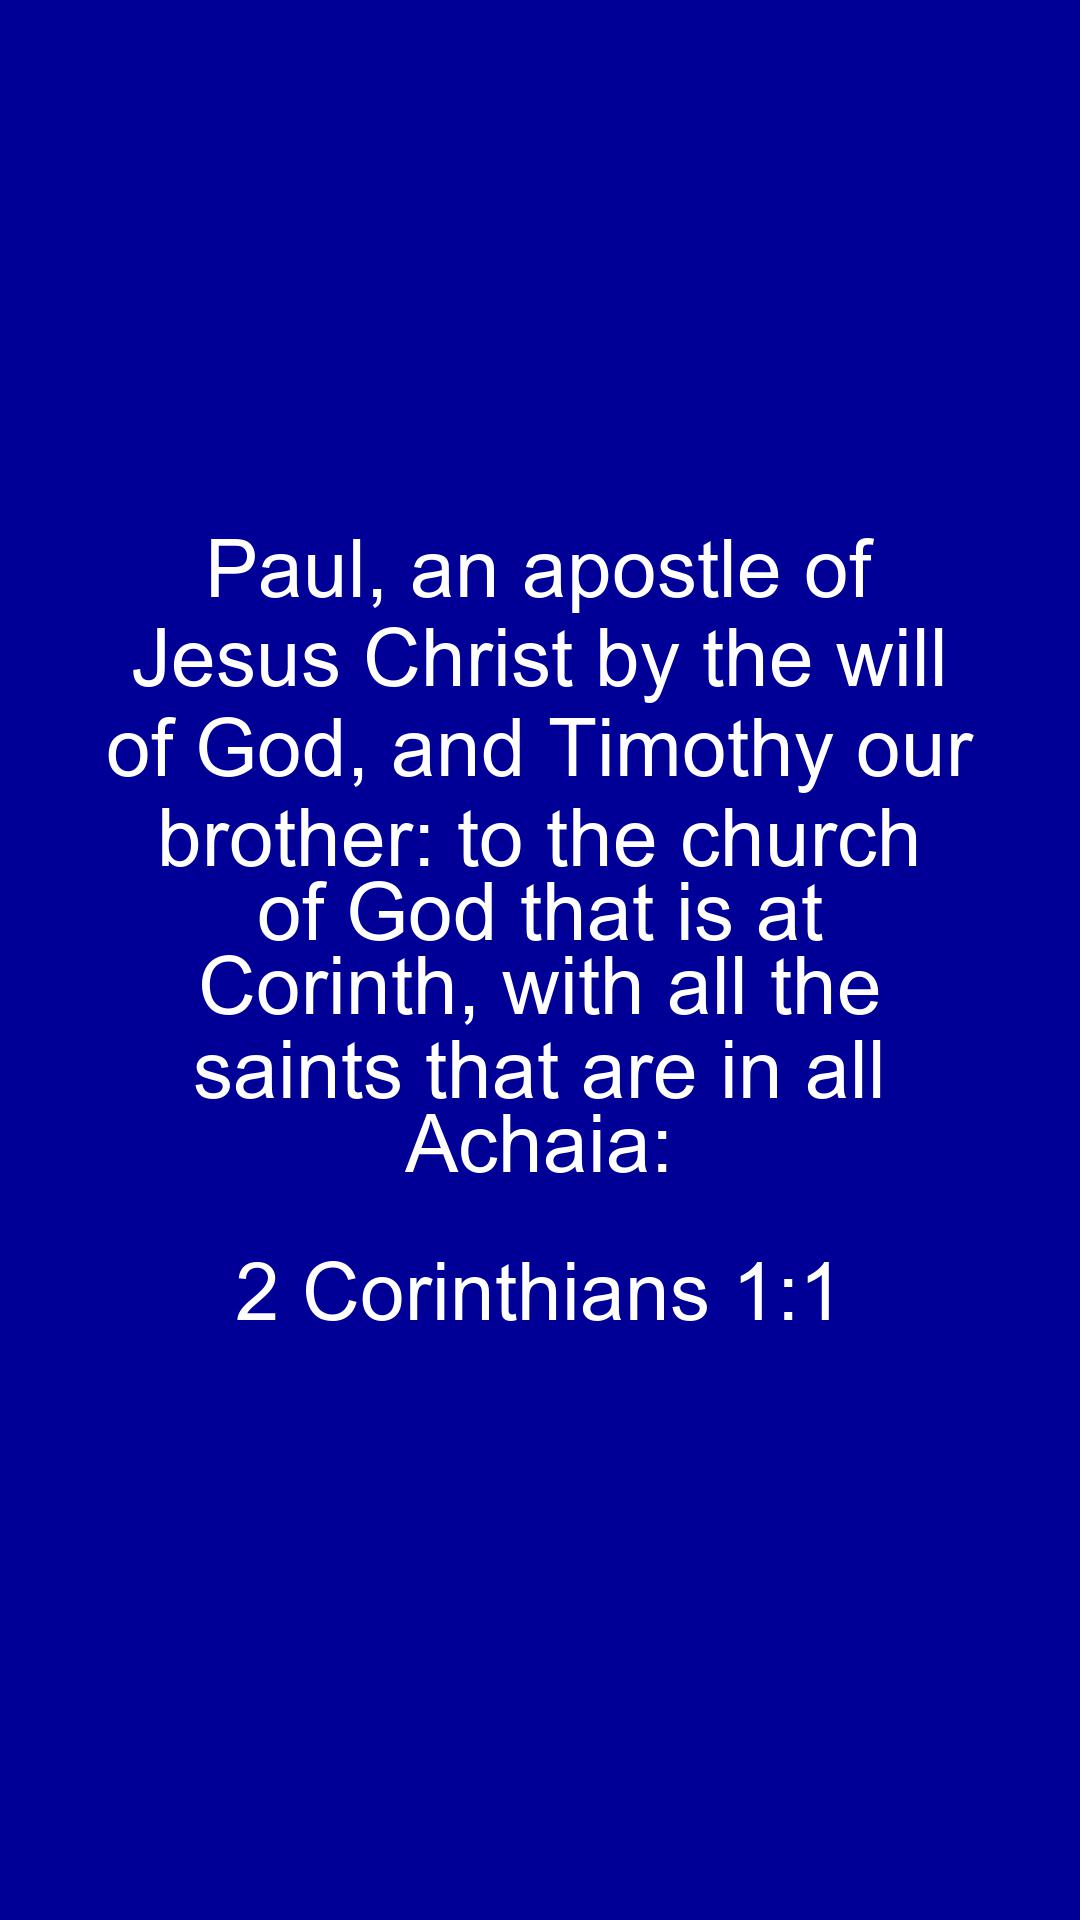 Paul, an apostle of
Jesus Christ by the will
of God, and Timothy our
brother: to the church
of God that is at
Corinth, with all the
saints that are in all
Achaia:
2 Corinthians 1:1